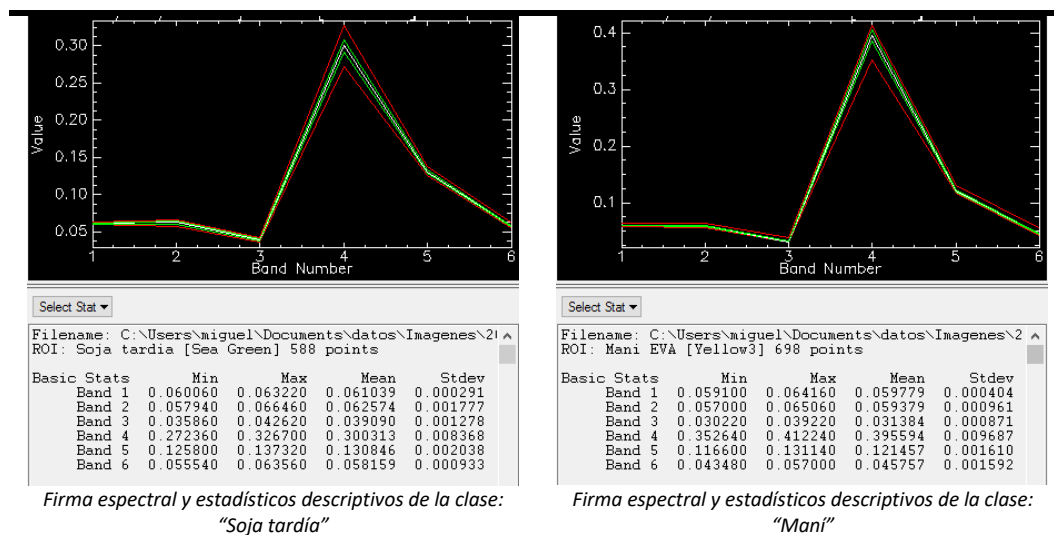 0.30
0.25
0.20
0.15
0.10
0.05
Value
1 2 3 4 5 6
Band Number
Select Stat
Filename: C:\Users\miguel\Documents\datos\Imagenes\2
ROI: Soja tardia [Sea Green] 588 points
Basic Stats Min Max Mean Stdev
Band 1 0.060060 0.063220 0.061039 0.000291
Band 2 0.057940 0.066460 0.062574 0.001777
Band 3 0.035860 0.042620 0.039090 0.001278
Band 4 0.272360 0.326700 0.300313 0.008368
Band 5 0.125800 0.137320 0.130846 0.002038
Band 6 0.055540 0.063560 0.058159 0.000933
Firma espectral y estadísticos descriptivos de la clase:
“Soja tardía”
0.4
0.3
0.2
0.1
Value
1 2 3 4 5 6
Band Number
Select Stat
Filename: C:\Users\miguel\Documents\datos\Imagenes\2
ROI: Mani EVA [Yellow3] 698 points
Basic Stats Min Max Mean Stdev
Band 1 0.059100 0.064160 0.059779 0.000404
Band 2 0.057000 0.065060 0.059379 0.000961
Band 3 0.030220 0.039220 0.031384 0.000871
Band 4 0.352640 0.412240 0.395594 0.009687
Band 5 0.116600 0.131140 0.121457 0.001610
Band 6 0.043480 0.057000 0.045757 0.001592
Firma espectral y estadísticos descriptivos de la clase:
“Maní”